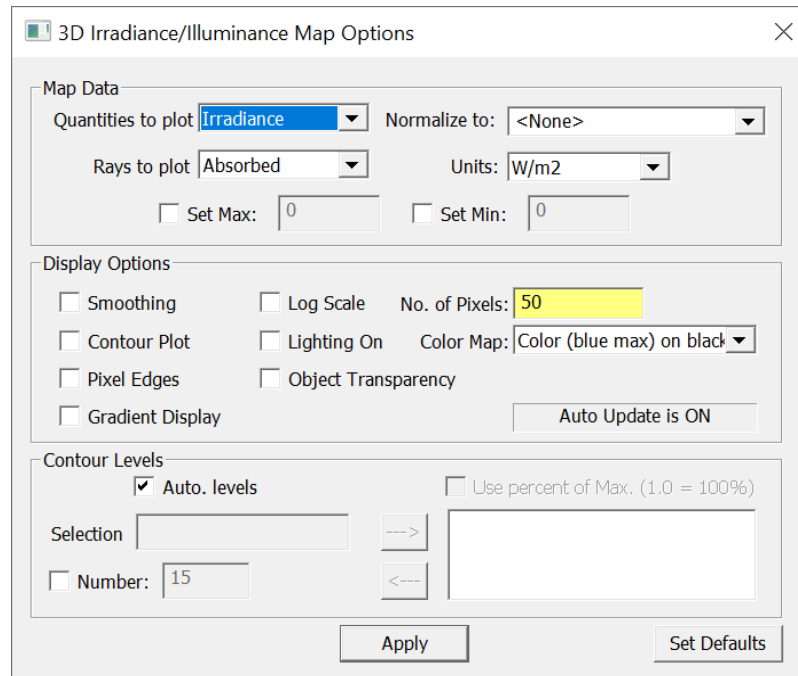 3D Irradiance/Illuminance Map Options
Map Data
Quantities to plot Irradiance Normalize to: <None>
Rays to plot Absorbed Units: W/m2
Set Max: 0 Set Min: 0
Display Options
Smoothing Log Scale No. of Pixels: 50
Contour Plot Lighting On Color Map: Color (blue max) on black
Pixel Edges Object Transparency
Gradient Display Auto Update is ON
Contour Levels
Auto. levels Use percent of Max. (1.0 = 100%)
Selection --->
Number: 15 <---
Apply Set Defaults